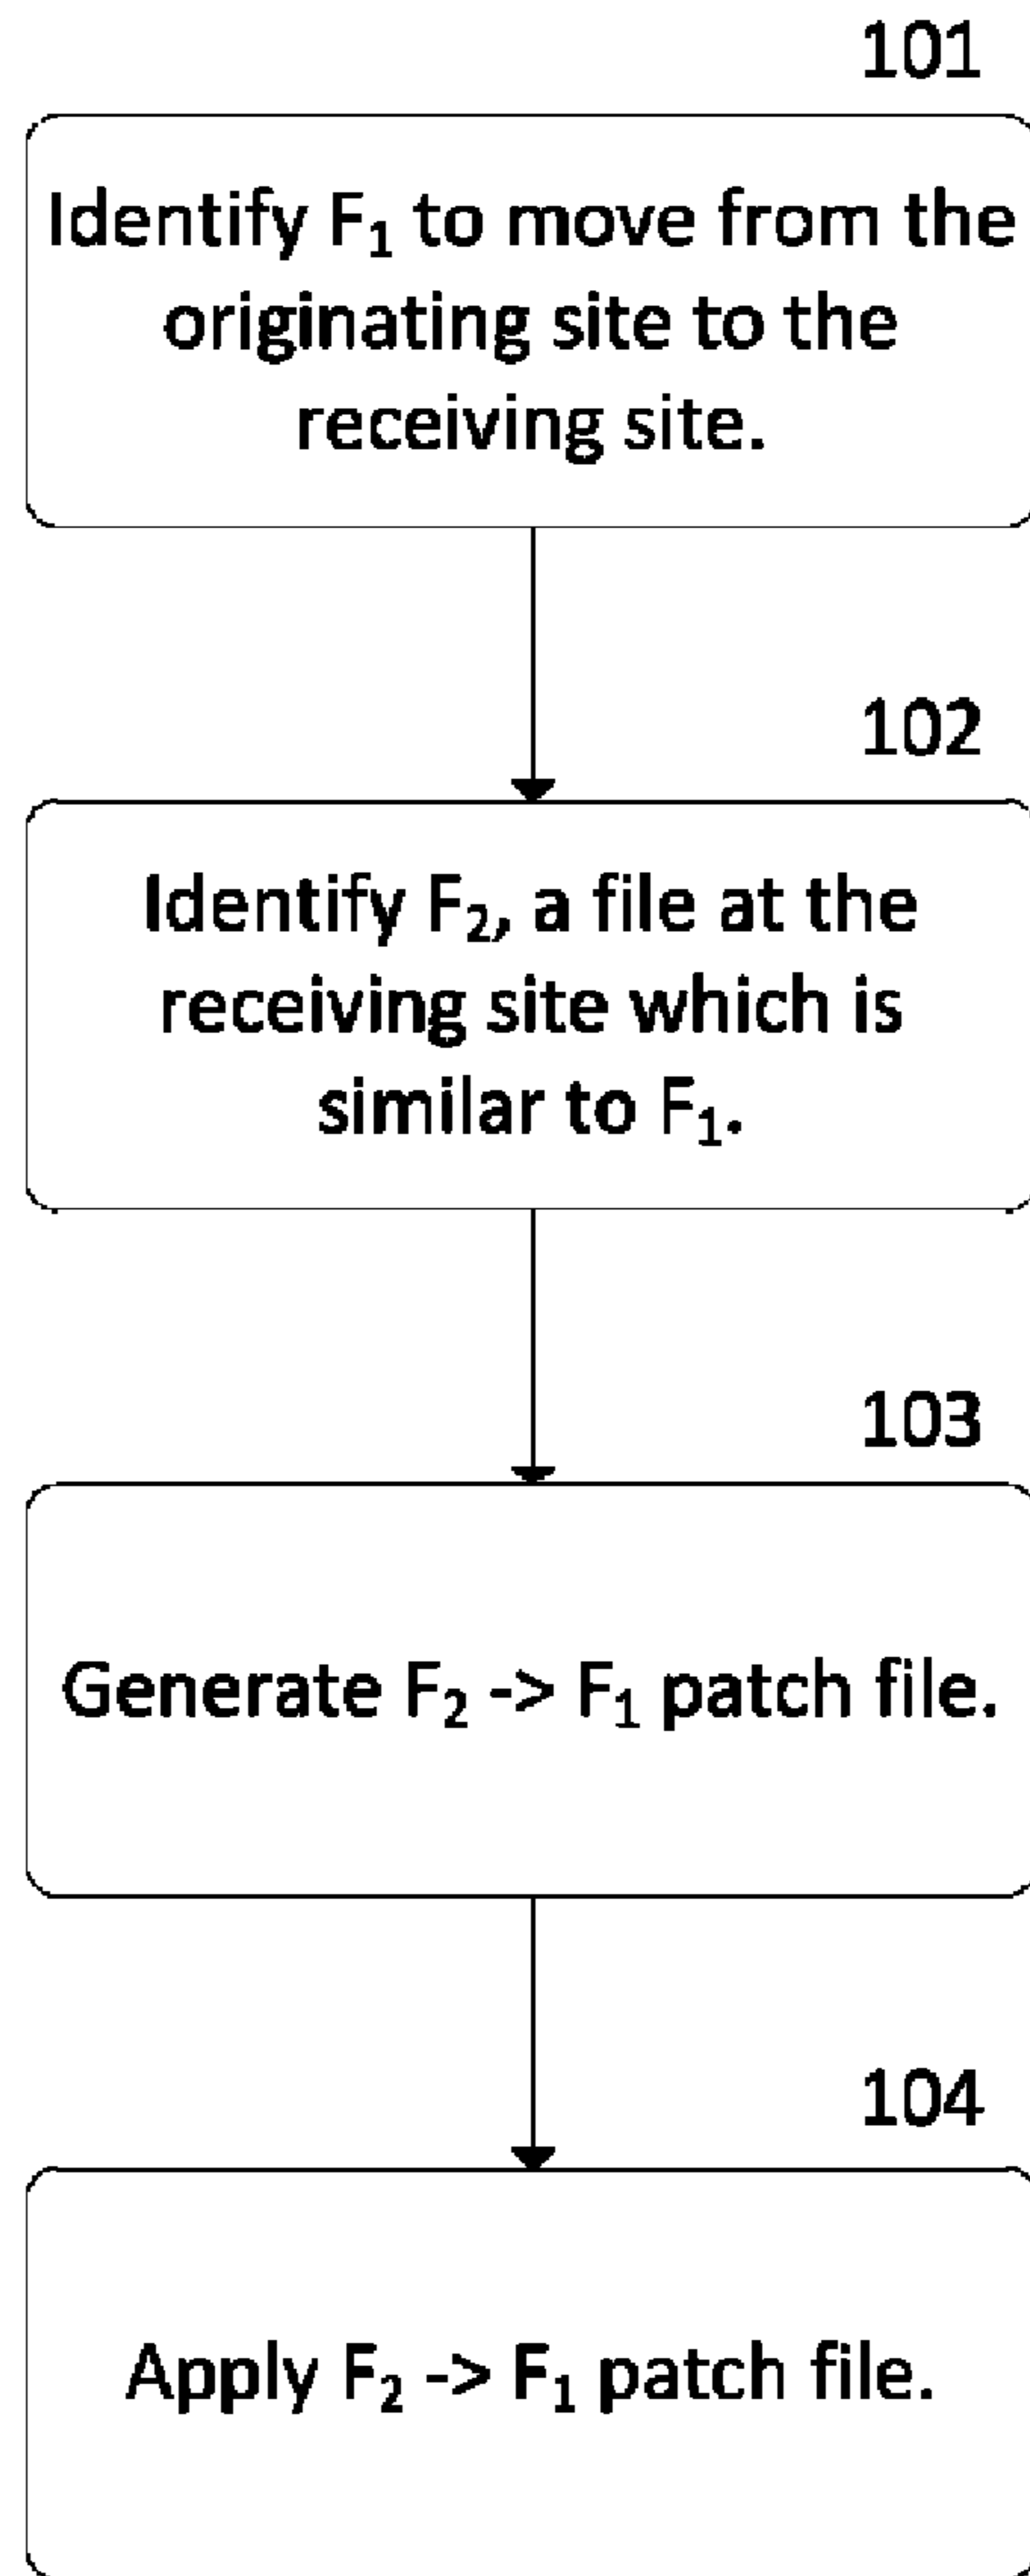 101
Identify F₁ to move from the
originating site to the
receiving site.
102
Identify F₂, a file at the
receiving site which is
similar to F₁.
103
Generate F₂ -> F₁ patch file.
104
Apply F₂ -> F₁ patch file.